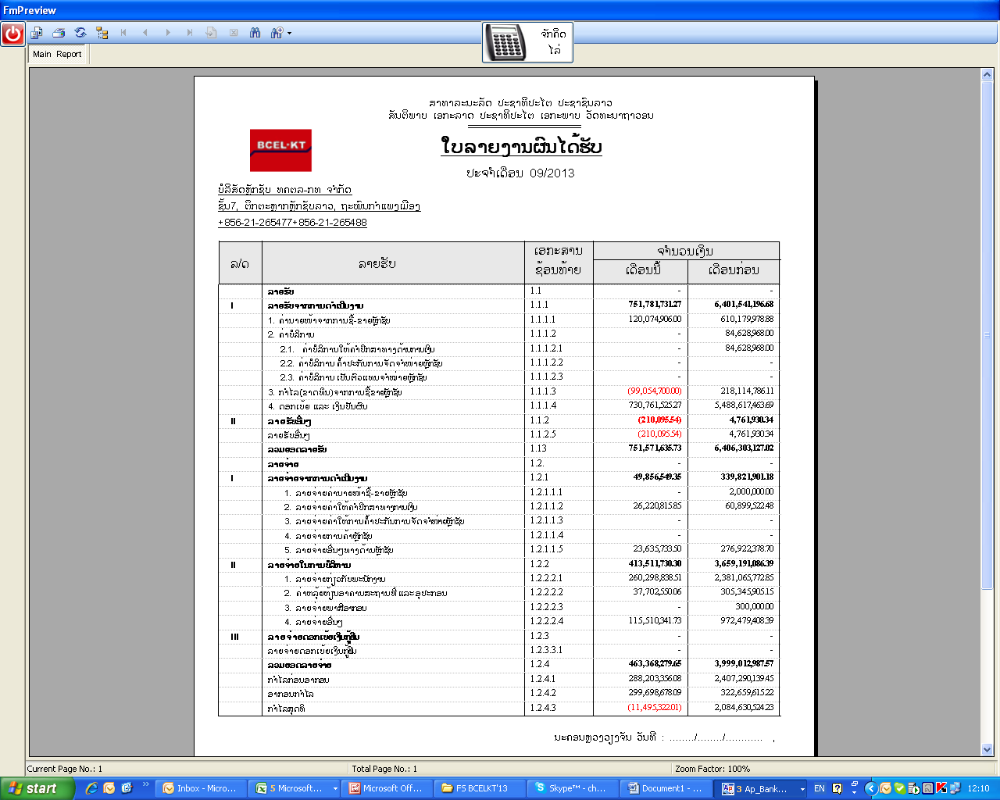 FmPreview
ຈັກຄິດ
ໄລ່
Main Report
ສາທາລະນະລັດ ປະຊາທິປະໄຕ ປະຊາຊົນລາວ
ສັນຕິພາບ ເອກະລາດ ປະຊາທິປະໄຕ ເອກະພາບ ວັດທະນາຖາວອນ
BCEL-KT
ໃບລາຍງານຜົນໄດ້ຮັບ
ປະຈຳເດືອນ 09/2013
ບໍລິສັດຫຼັກຊັບ ທຄຕລ-ກທ ຈຳກັດ
ຊັ້ນ7, ຕຶກຕະຫຼາກຫຼັກຊັບລາວ, ຖະໜົນກຳແພງເມືອງ
+856-21-265477+856-21-265488
ລ/ດ ລາຍຮັບ ເອກະສານ ຊ້ອນທ້າຍ ຈຳນວນເງິນ
ເດືອນນີ້ ເດືອນກ່ອນ
ລາຍຮັບ 1.1 - -
I ລາຍຮັບຈາກການດຳເນີນງານ 1.1.1 751,781,731.27 6,401,541,196.68
1. ຄ່ານາຍໜ້າຈາກການຊື້-ຂາຍຫຼັກຊັບ 1.1.1.1 120,074,906.00 610,179,978.88
2. ຄ່າບໍລິການ 1.1.1.2 - 84,628,968.00
2.1. ຄ່າບໍລິການໃຫ້ຄຳປຶກສາທາງດ້ານການເງິນ 1.1.1.2.1 - 84,628,968.00
2.2. ຄ່າບໍລິການ ຄ້ຳປະກັນການຈັດຈຳໜ່າຍຫຼັກຊັບ 1.1.1.2.2 - -
2.3. ຄ່າບໍລິການ ເປັນຕົວແທນຈຳໜ່າຍຫຼັກຊັບ 1.1.1.2.3 - -
3. ກຳໄລ(ຂາດທຶນ)ຈາກການຊື້ຂາຍຫຼັກຊັບ 1.1.1.3 (99,054,700.00) 218,114,786.11
4. ດອກເບ້ຍ ແລະ ເງິນປັນຜົນ 1.1.1.4 730,761,525.27 5,488,617,463.69
II ລາຍຮັບອື່ນໆ 1.1.2 (210,095.54) 4,761,930.34
ລາຍຮັບອື່ນໆ 1.1.2.5 (210,095.54) 4,761,930.34
ລວມຍອດລາຍຮັບ 1.13 751,571,635.73 6,406,303,127.02
ລາຍຈ່າຍ 1.2. - -
I ລາຍຈ່າຍຈາກການດຳເນີນງານ 1.2.1 49,856,549.35 339,821,901.18
1. ລາຍຈ່າຍຄ່ານາຍໜ້າຊື້-ຂາຍຫຼັກຊັບ 1.2.1.1.1 - 2,000,000.00
2. ລາຍຈ່າຍຄ່າໃຫ້ຄຳປຶກສາທາງການເງິນ 1.2.1.1.2 26,220,815.85 60,899,522.48
3. ລາຍຈ່າຍຄ່າໃຫ້ການຄ້ຳປະກັນການຈັດຈຳໜ່າຍຫຼັກຊັບ 1.2.1.1.3 - -
4. ລາຍຈ່າຍການຄ້າຫຼັກຊັບ 1.2.1.1.4 - -
5. ລາຍຈ່າຍອື່ນໆທາງດ້ານຫຼັກຊັບ 1.2.1.1.5 23,635,733.50 276,922,378.70
II ລາຍຈ່າຍໃນການບໍລິການ 1.2.2 413,511,730.30 3,659,191,086.39
1. ລາຍຈ່າຍກ່ຽວກັບພະນັກງານ 1.2.2.2.1 260,298,838.51 2,381,065,772.85
2. ຄ່າຫລຸ້ຍຫ້ຽນອາຄານສະຖານທີ່ ແລະ ອຸປະກອນ 1.2.2.2.2 37,702,550.06 305,345,905.15
3. ລາຍຈ່າຍພາສີອາກອນ 1.2.2.2.3 - 300,000.00
4. ລາຍຈ່າຍອື່ນໆ 1.2.2.2.4 115,510,341.73 972,479,408.39
III ລາຍຈ່າຍດອກເບ້ຍເງິນກູ້ຢືມ 1.2.3 - -
ລາຍຈ່າຍດອກເບ້ຍເງິນກູ້ຢືມ 1.2.3.3.1 - -
ລວມຍອດລາຍຈ່າຍ 1.2.4 463,368,279.65 3,999,012,987.57
ກຳໄລກ່ອນອາກອນ 1.2.4.1 288,203,356.08 2,407,290,139.45
ອາກອນກຳໄລ 1.2.4.2 299,698,678.09 322,659,615.22
ກຳໄລສຸດທິ 1.2.4.3 (11,495,322.01) 2,084,630,524.23
ນະຄອນຫຼວງວຽງຈັນ ວັນທີ : ......../......../............ ,
Current Page No.: 1 Total Page No.: 1 Zoom Factor: 100%
start Inbox - Micro... 5 Microsoft... Microsoft Off... FS BCELKT'13 Skype™ - ch... Document1 - ... 3 Ap_Bank... EN 12:10